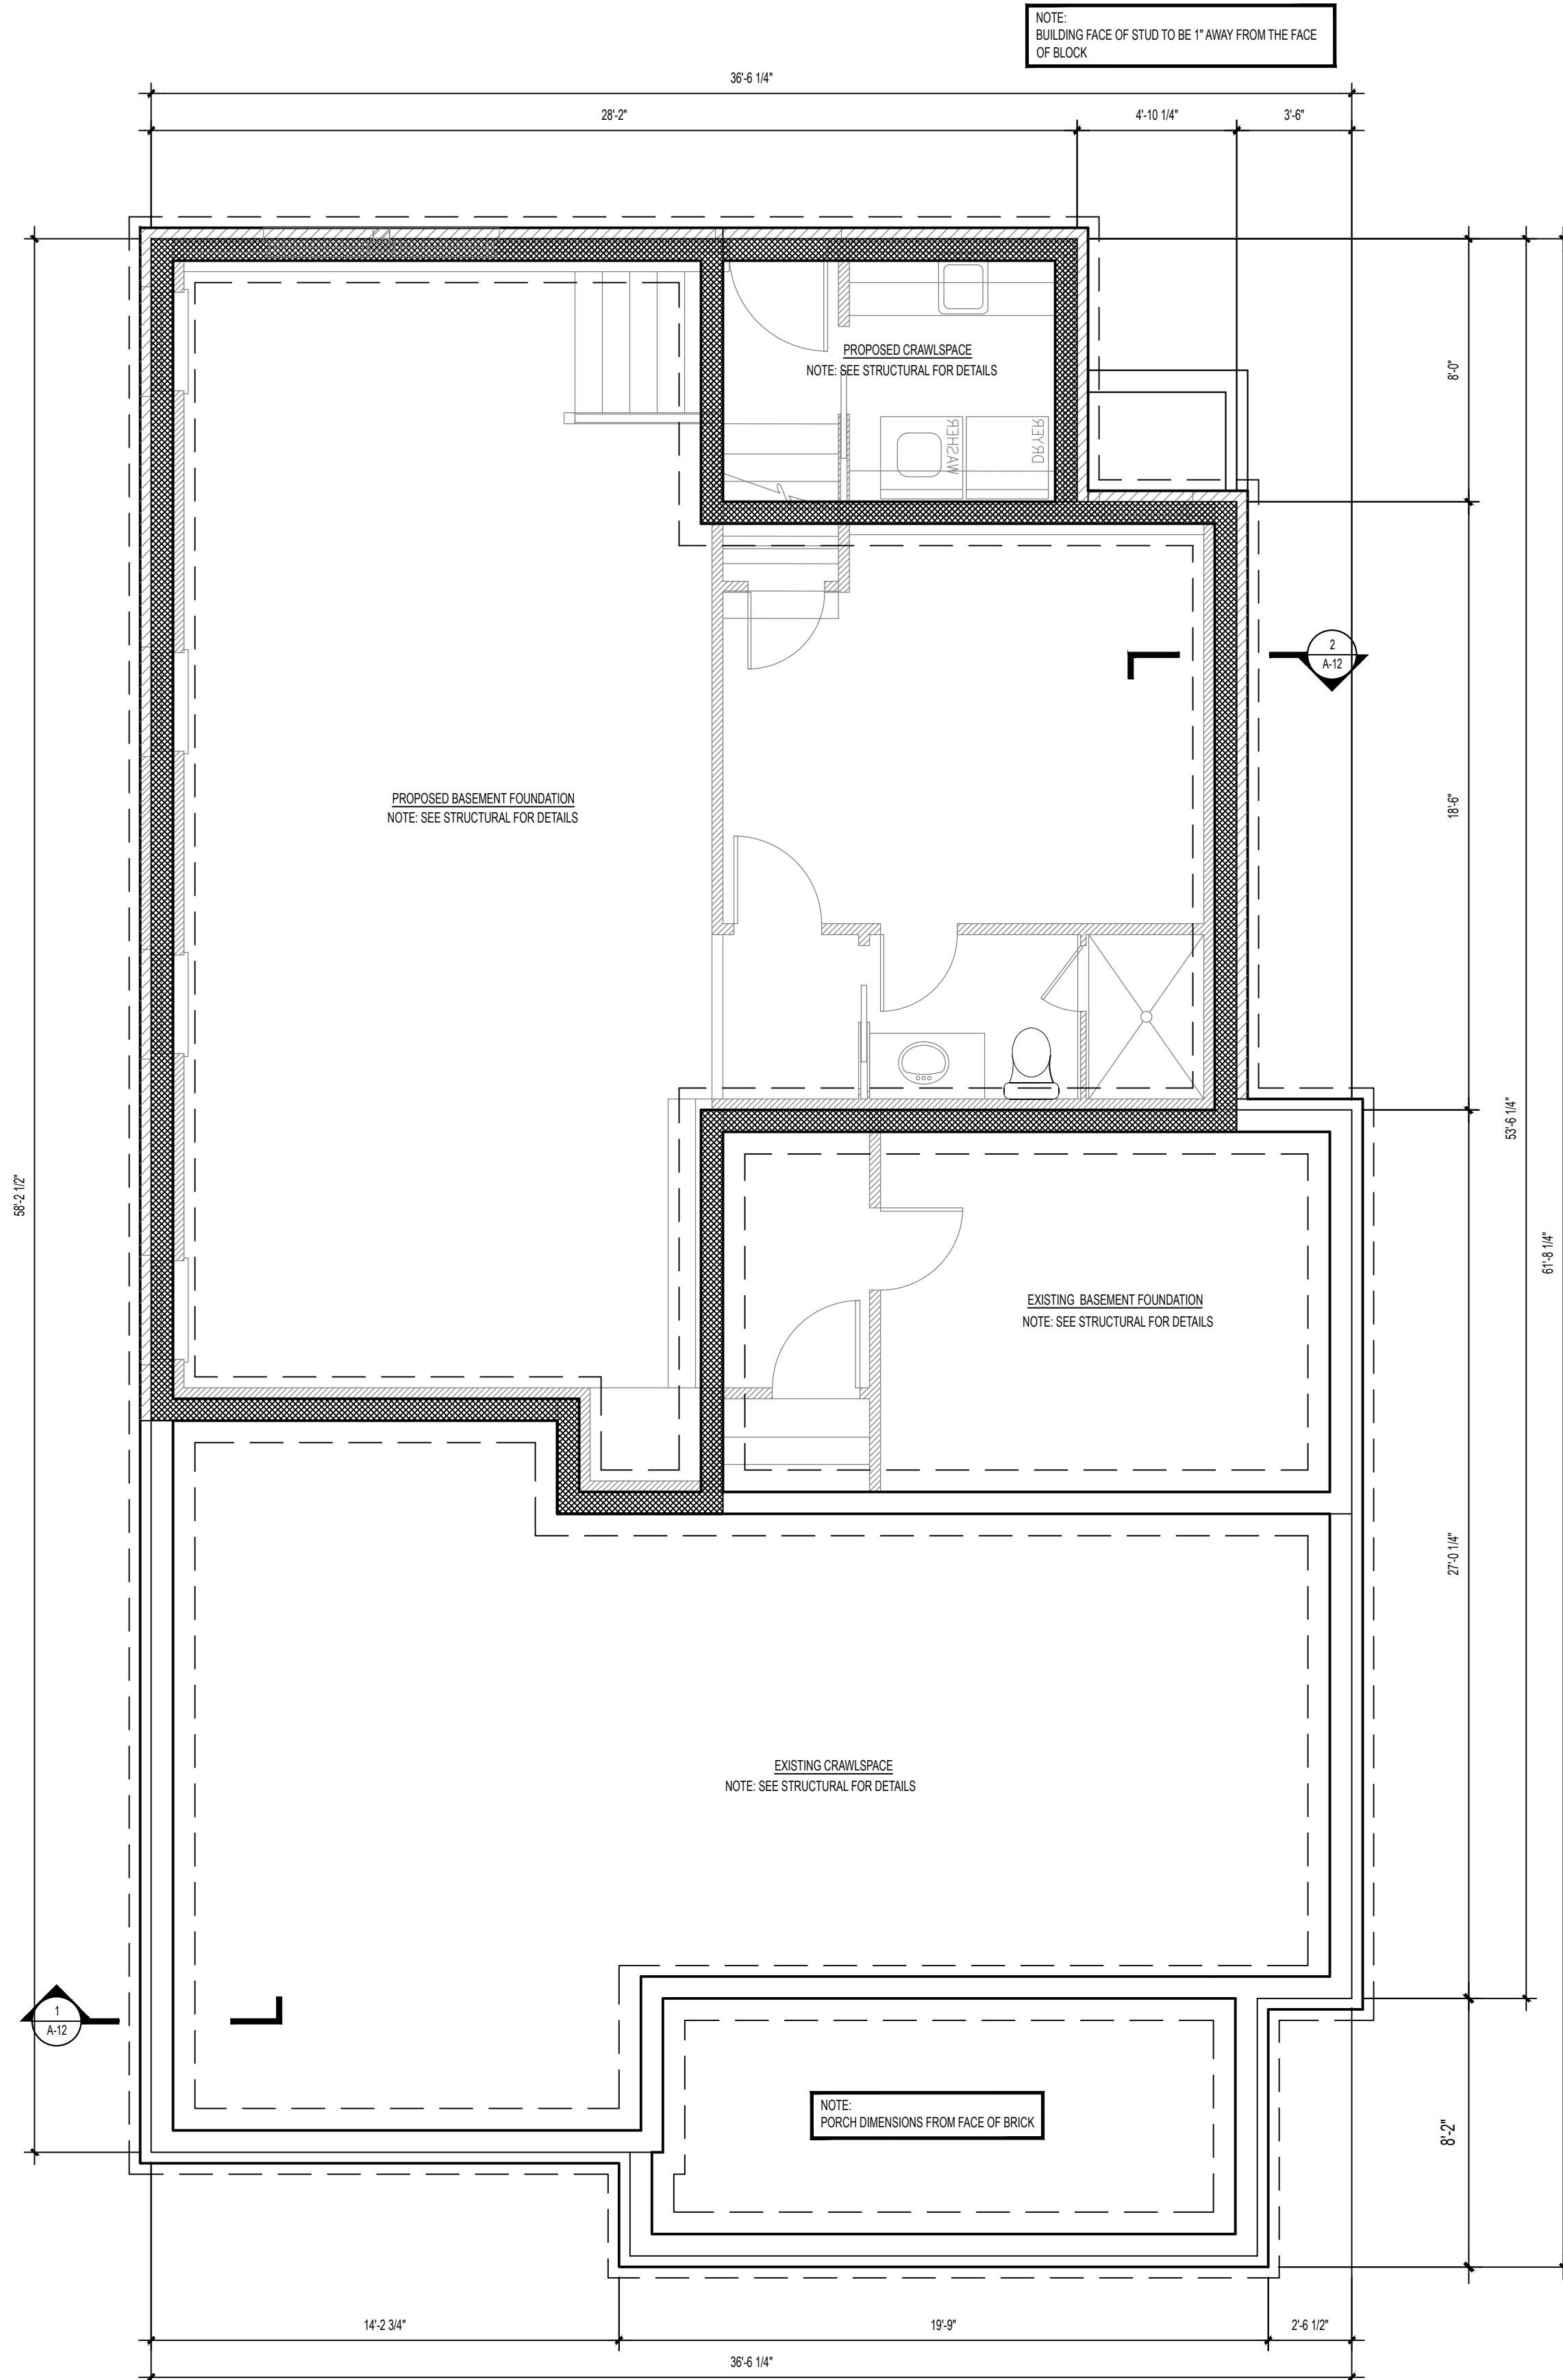 NOTE:
BUILDING FACE OF STUD TO BE 1" AWAY FROM THE FACE
OF BLOCK
36'-6 1/4"
28'-2"
4'-10 1/4"
3'-6"
PROPOSED CRAWLSPACE
NOTE: SEE STRUCTURAL FOR DETAILS
8'-0"
WASHER
DRYER
2
A-12
PROPOSED BASEMENT FOUNDATION
NOTE: SEE STRUCTURAL FOR DETAILS
18'-6"
53'-6 1/4"
58'-2 1/2"
61'-8 1/4"
EXISTING BASEMENT FOUNDATION
NOTE: SEE STRUCTURAL FOR DETAILS
27'-0 1/4"
EXISTING CRAWLSPACE
NOTE: SEE STRUCTURAL FOR DETAILS
1
A-12
NOTE:
PORCH DIMENSIONS FROM FACE OF BRICK
8'-2"
14'-2 3/4"
19'-9"
2'-6 1/2"
36'-6 1/4"